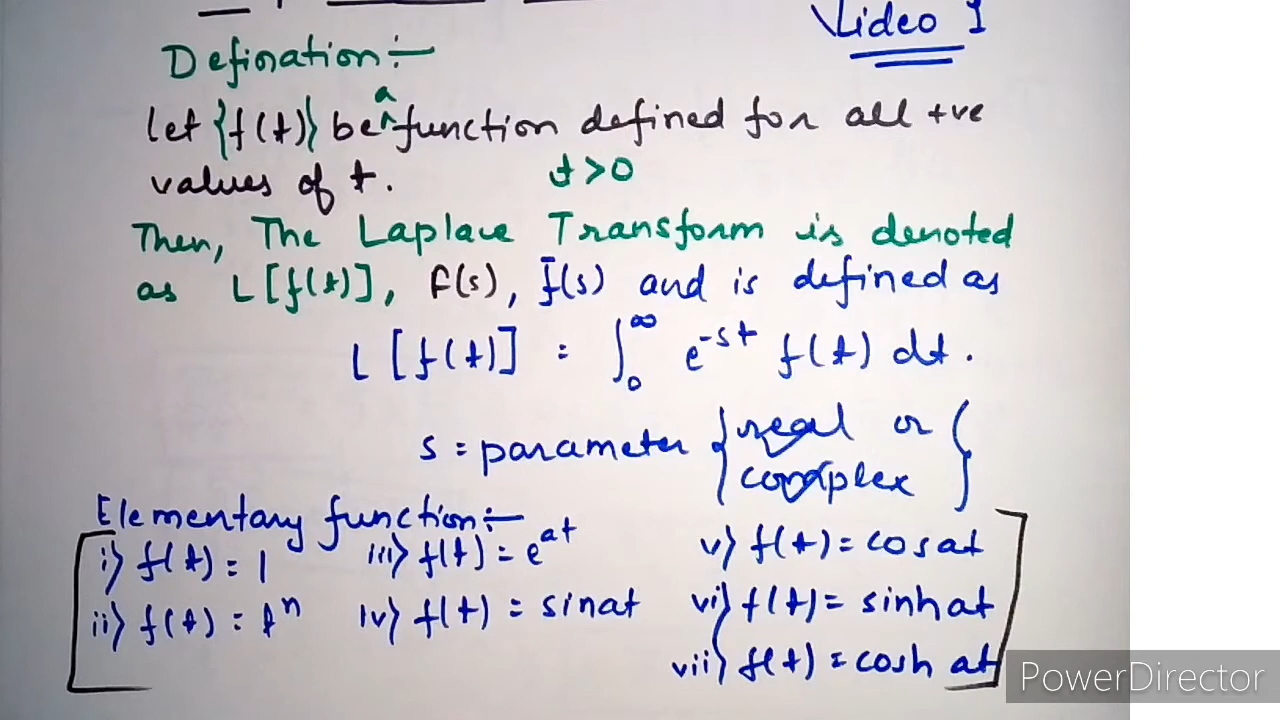 Video 1
Defination:-
let {f(t)} be a function defined for all +ve
values of t. t>0
Then, The Laplace Transform is denoted
as L[f(t)], F(s), f̄(s) and is defined as
L [f(t)] = ∫₀^∞ e^-st f(t) dt.
s = parameter {real or complex}
Elementary function:-
i) f(t) = 1 iii) f(t) = e^at v) f(t) = cosat
ii) f(t) = t^n iv) f(t) = sinat vi) f(t) = sinh at
vii) f(t) = cosh at
PowerDirector